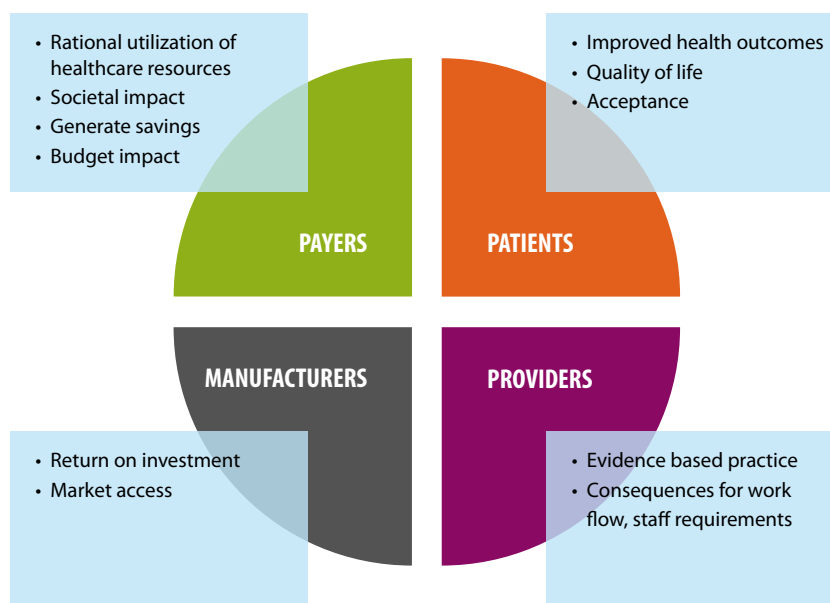 • Rational utilization of
healthcare resources
• Societal impact
• Generate savings
• Budget impact
• Improved health outcomes
• Quality of life
• Acceptance
PAYERS
PATIENTS
MANUFACTURERS
PROVIDERS
• Return on investment
• Market access
• Evidence based practice
• Consequences for work
flow, staff requirements